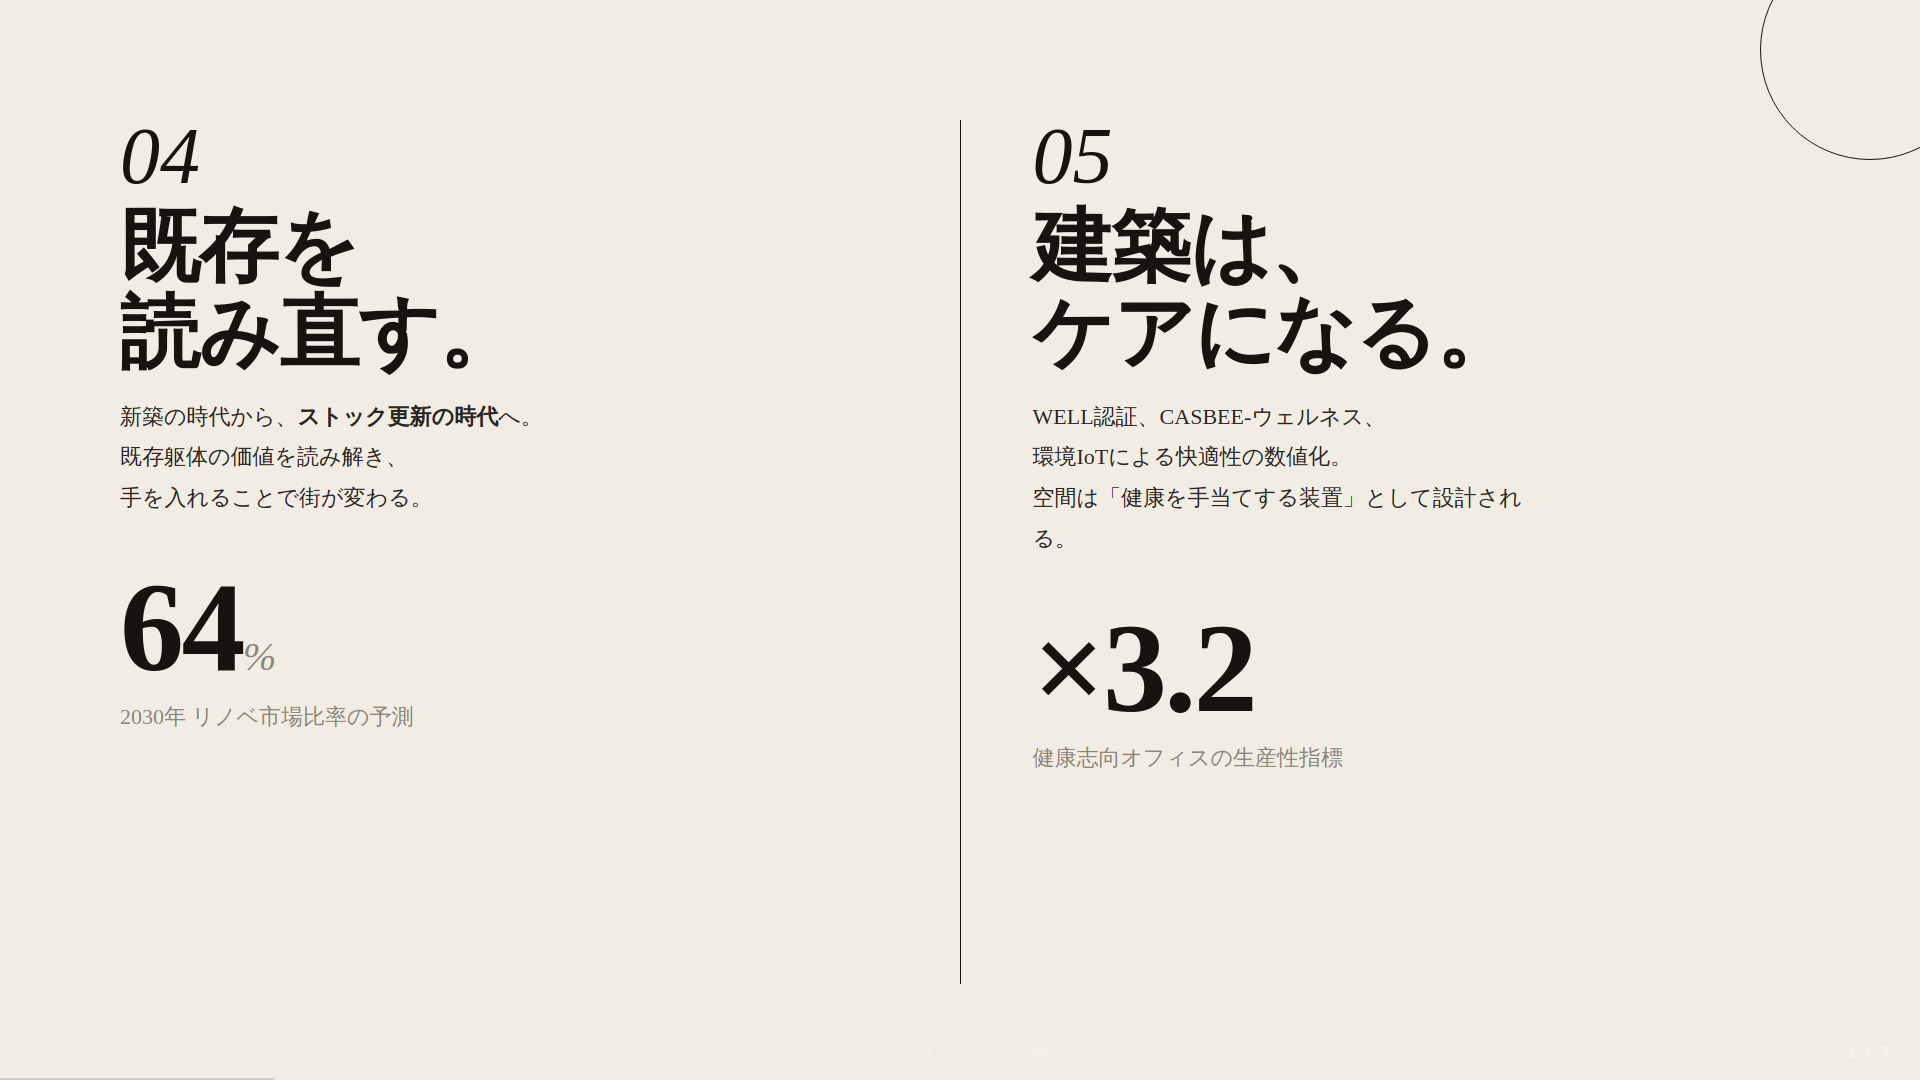 04
既存を
読み直す。
新築の時代から、ストック更新の時代へ。
既存躯体の価値を読み解き、
手を入れることで街が変わる。
64%
2030年 リノベ市場比率の予測
05
建築は、
ケアになる。
WELL認証、CASBEE-ウェルネス、
環境IoTによる快適性の数値化。
空間は「健康を手当てする装置」として設計され
る。
×3.2
健康志向オフィスの生産性指標
1 / 7